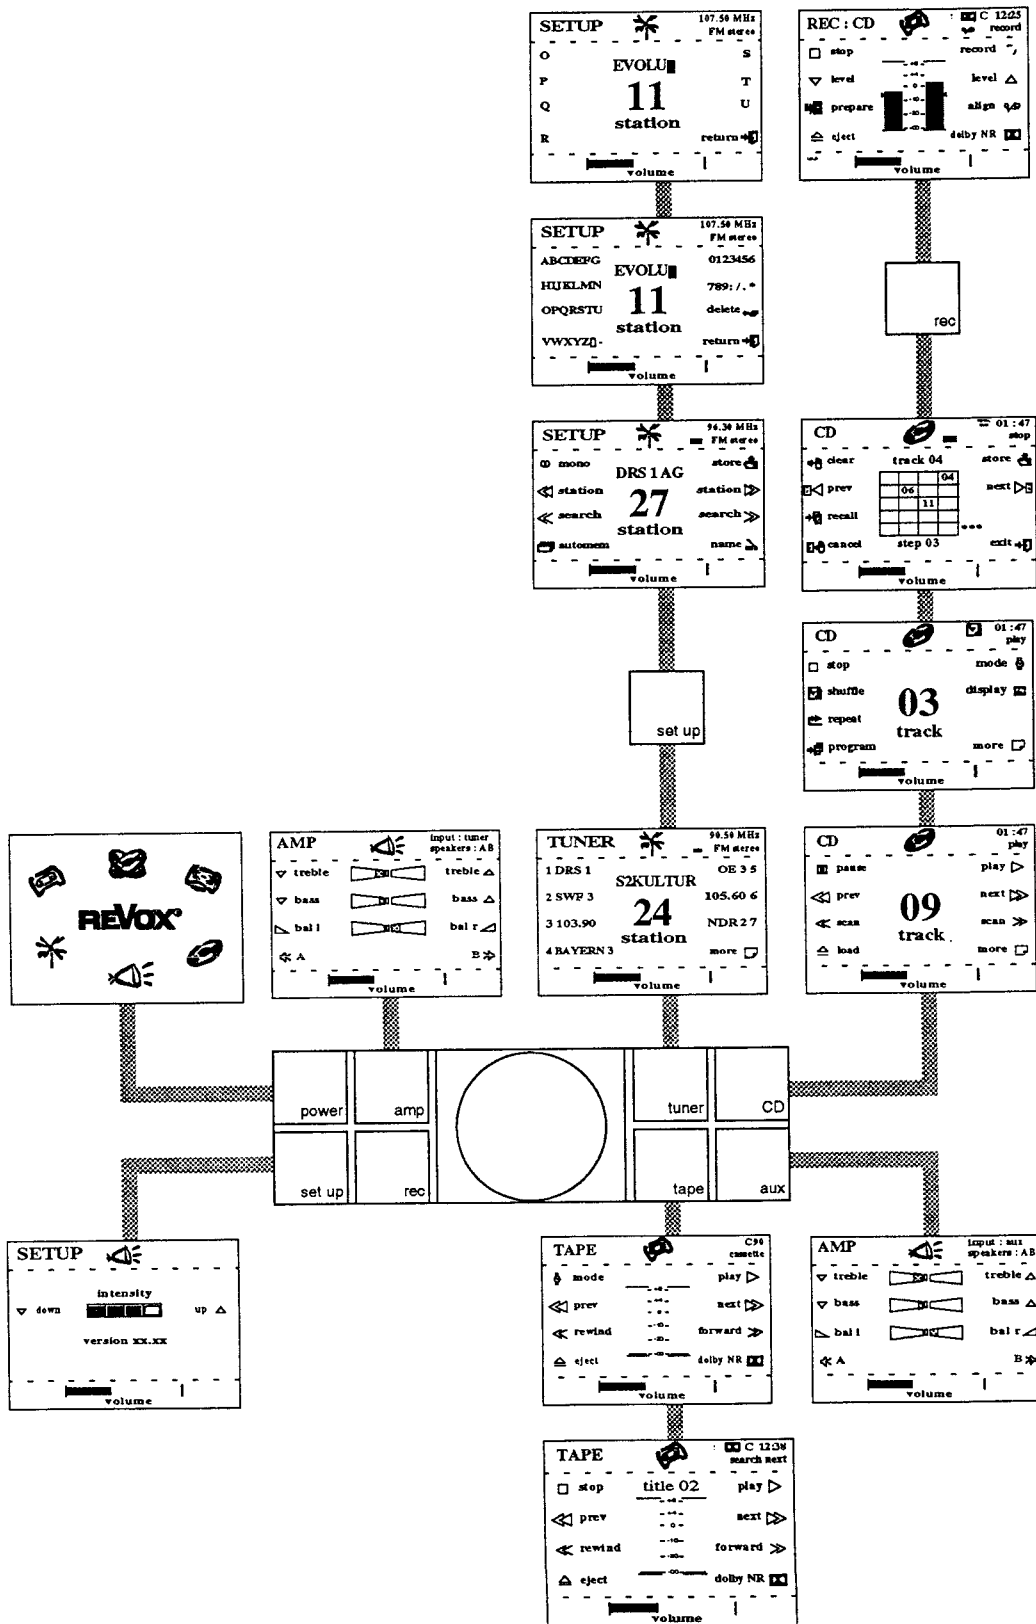 SETUP 107.50 MHz
FM stereo
O S
EVOLU
P T
11
Q U
station
R return
volume
REC : CD : C 12:25
record
stop record
level level
prepare align
eject dolby NR
volume
SETUP 107.50 MHz
FM stereo
ABCDEFG 0123456
EVOLU
HIJKLMN 789:/.*
11
OPQRSTU delete
station
VWXYZ - return
volume
rec
SETUP 96.30 MHz
FM stereo
mono DRS 1 AG store
station 27 station
search station search
automem name
volume
CD 01 : 47
stop
clear track 04 store
04
prev 06 next
11
recall
cancel step 03 exit
volume
set up
CD 01 : 47
play
stop mode
shuffle 03 display
repeat track
program more
volume
REVOX
AMP input : tuner
speakers : AB
treble treble
bass bass
bal l bal r
A B
volume
TUNER 90.50 MHz
FM stereo
1 DRS 1 OE 3 5
S2KULTUR
2 SWF 3 105.60 6
24
3 103.90 NDR 2 7
station
4 BAYERN 3 more
volume
CD 01 : 47
play
pause play
prev 09 next
scan track scan
load more
volume
power amp tuner CD
set up rec tape aux
SETUP
intensity
down up
version xx.xx
volume
TAPE C90
cassette
mode play
prev next
rewind forward
eject dolby NR
volume
AMP input : aux
speakers : AB
treble treble
bass bass
bal l bal r
A B
volume
TAPE : C 12:38
search next
stop title 02 play
prev next
rewind forward
eject dolby NR
volume